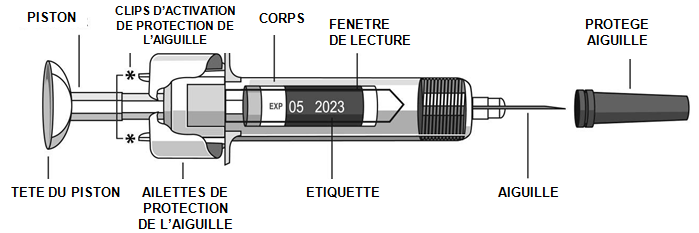 PISTON
CLIPS D'ACTIVATION
DE PROTECTION DE
L'AIGUILLE
CORPS
FENETRE
DE LECTURE
PROTEGE
AIGUILLE
*
EXP 05 2023
*
TETE DU PISTON
AILETTES DE
PROTECTION
DE L'AIGUILLE
ETIQUETTE
AIGUILLE